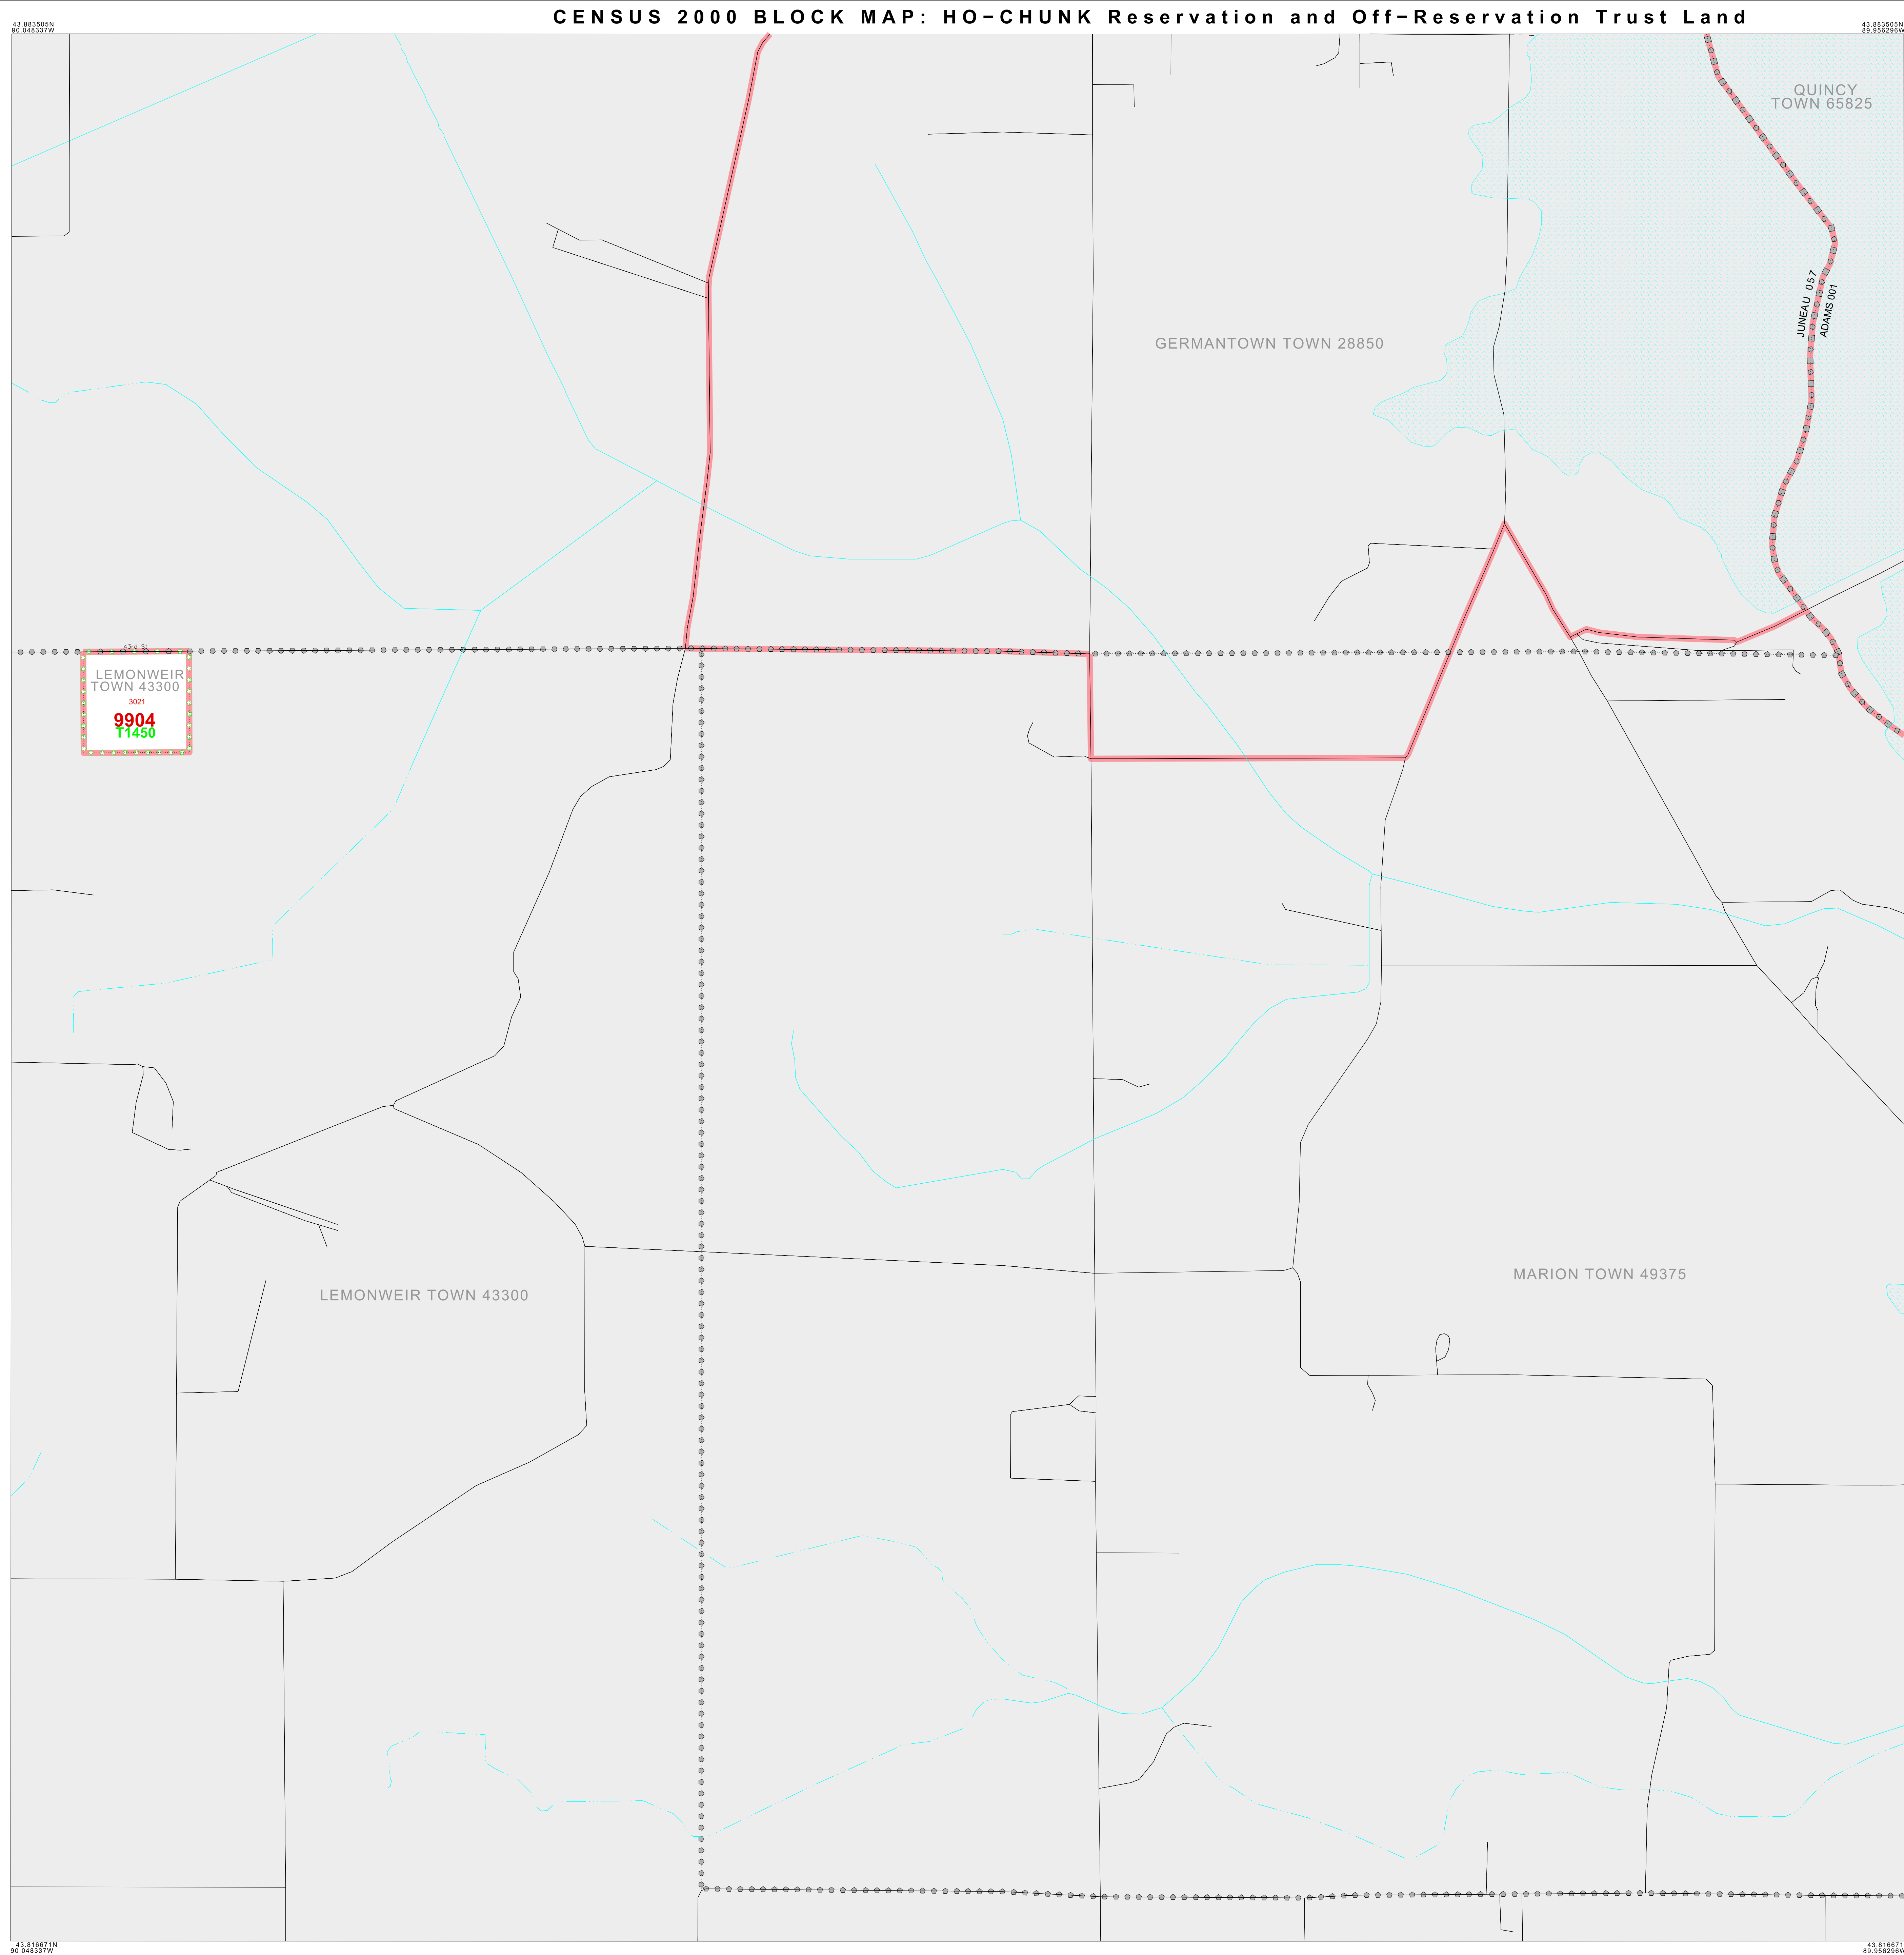 CENSUS 2000 BLOCK MAP: HO−CHUNK Reservation and Off−Reservation Trust Land
43.883505N
90.048337W
43.883505N
89.956296W
QUINCY
TOWN 65825
JUNEAU 057
ADAMS 001
GERMANTOWN TOWN 28850
43rd St
LEMONWEIR
TOWN 43300
3021
9904
T1450
LEMONWEIR TOWN 43300
MARION TOWN 49375
43.816671N
90.048337W
43.816671
89.956296